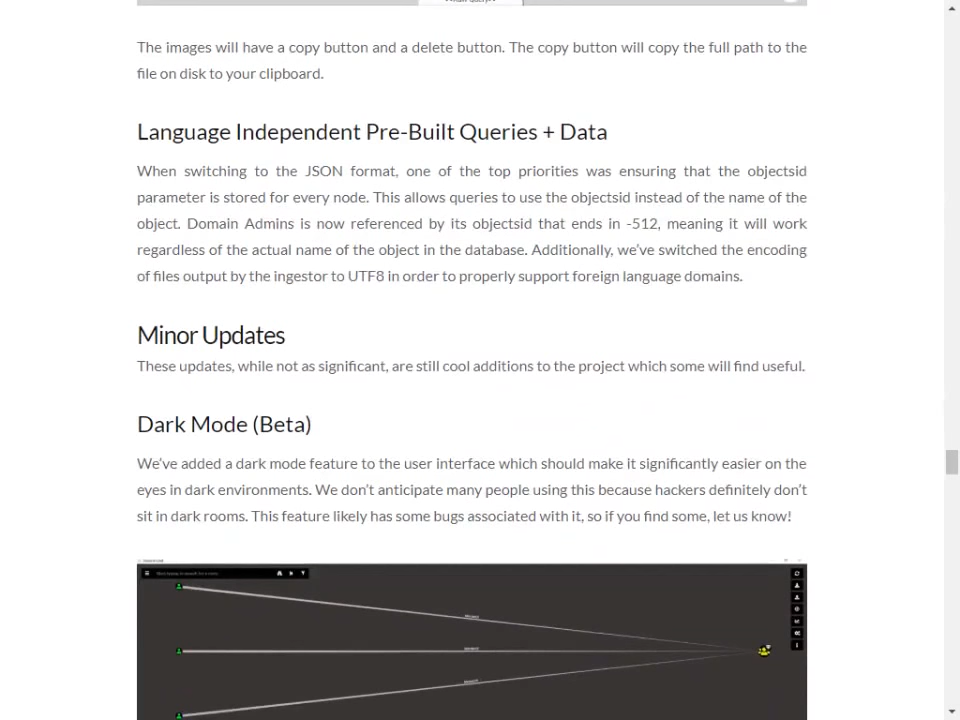 The images will have a copy button and a delete button. The copy button will copy the full path to the
file on disk to your clipboard.
Language Independent Pre-Built Queries + Data
When switching to the JSON format, one of the top priorities was ensuring that the objectsid
parameter is stored for every node. This allows queries to use the objectsid instead of the name of the
object. Domain Admins is now referenced by its objectsid that ends in -512, meaning it will work
regardless of the actual name of the object in the database. Additionally, we’ve switched the encoding
of files output by the ingestor to UTF8 in order to properly support foreign language domains.
Minor Updates
These updates, while not as significant, are still cool additions to the project which some will find useful.
Dark Mode (Beta)
We’ve added a dark mode feature to the user interface which should make it significantly easier on the
eyes in dark environments. We don’t anticipate many people using this because hackers definitely don’t
sit in dark rooms. This feature likely has some bugs associated with it, so if you find some, let us know!